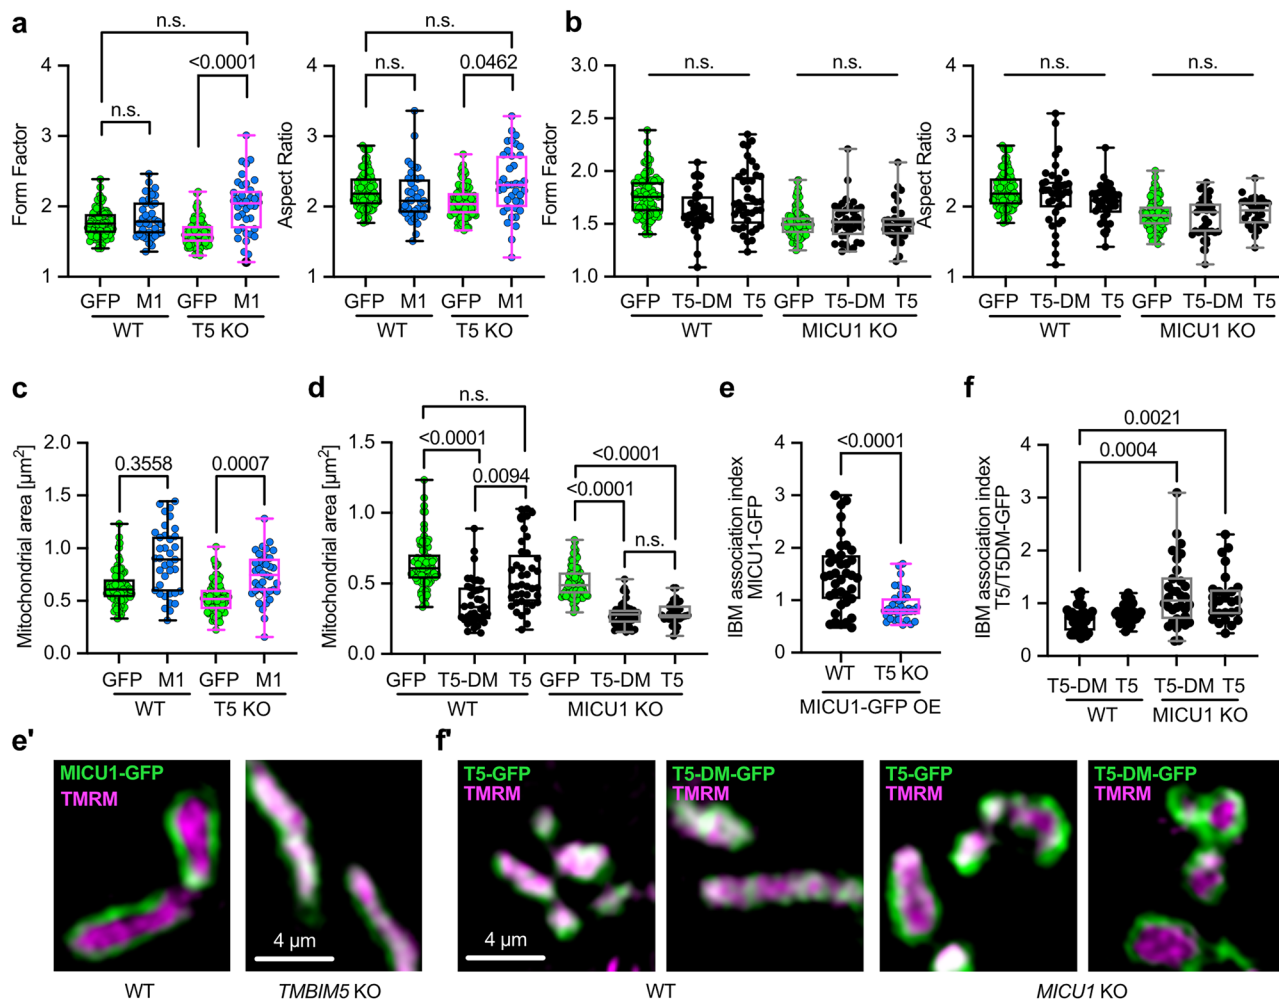 a
n.s.
n.s.
<0.0001
Form Factor
4
3
2
1
GFP M1 GFP M1
WT T5 KO
n.s.
n.s.
0.0462
Aspect Ratio
4
3
2
1
GFP M1 GFP M1
WT T5 KO
b
n.s. n.s.
Form Factor
3.0
2.5
2.0
1.5
1.0
GFP T5-DM T5 GFP T5-DM T5
WT MICU1 KO
n.s. n.s.
Aspect Ratio
4
3
2
1
GFP T5-DM T5 GFP T5-DM T5
WT MICU1 KO
c
0.3558 0.0007
Mitochondrial area [µm²]
2.0
1.5
1.0
0.5
0.0
GFP M1 GFP M1
WT T5 KO
d
n.s.
<0.0001
0.0094
<0.0001
<0.0001
n.s.
Mitochondrial area [µm²]
1.5
1.0
0.5
0.0
GFP T5-DM T5 GFP T5-DM T5
WT MICU1 KO
e
<0.0001
IBM association index
MICU1-GFP
4
3
2
1
0
WT T5 KO
MICU1-GFP OE
f
0.0021
0.0004
IBM association index
T5/T5DM-GFP
4
3
2
1
0
T5-DM T5 T5-DM T5
WT MICU1 KO
e'
MICU1-GFP
TMRM
4 µm
WT TMBIM5 KO
f'
T5-GFP
TMRM
4 µm
T5-DM-GFP
TMRM
T5-GFP
TMRM
T5-DM-GFP
TMRM
WT MICU1 KO